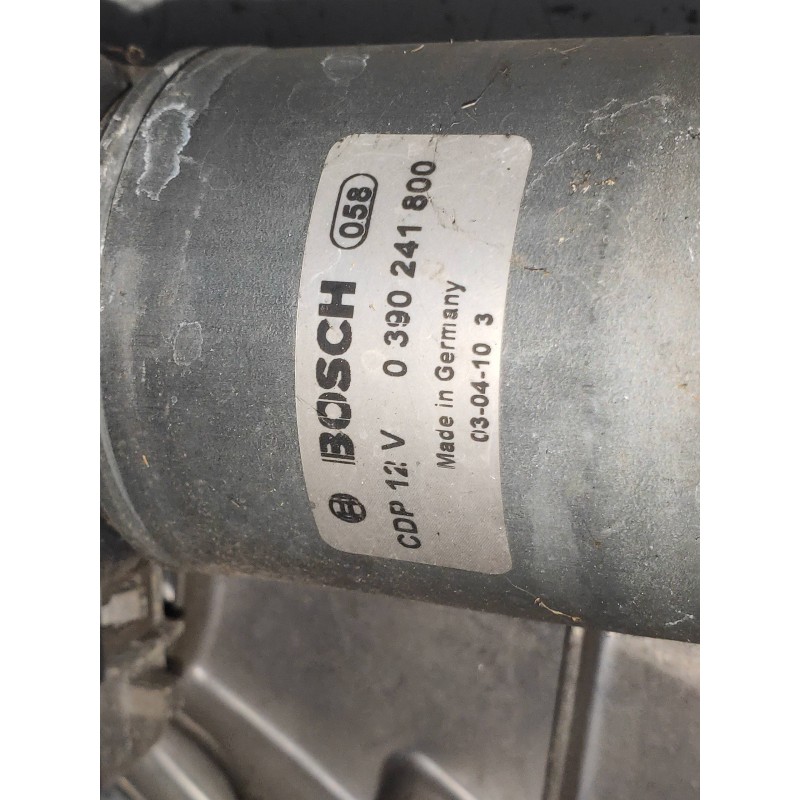 BOSCH 058
CDP 12 V 0 390 241 800
Made in Germany
03-04-10 3